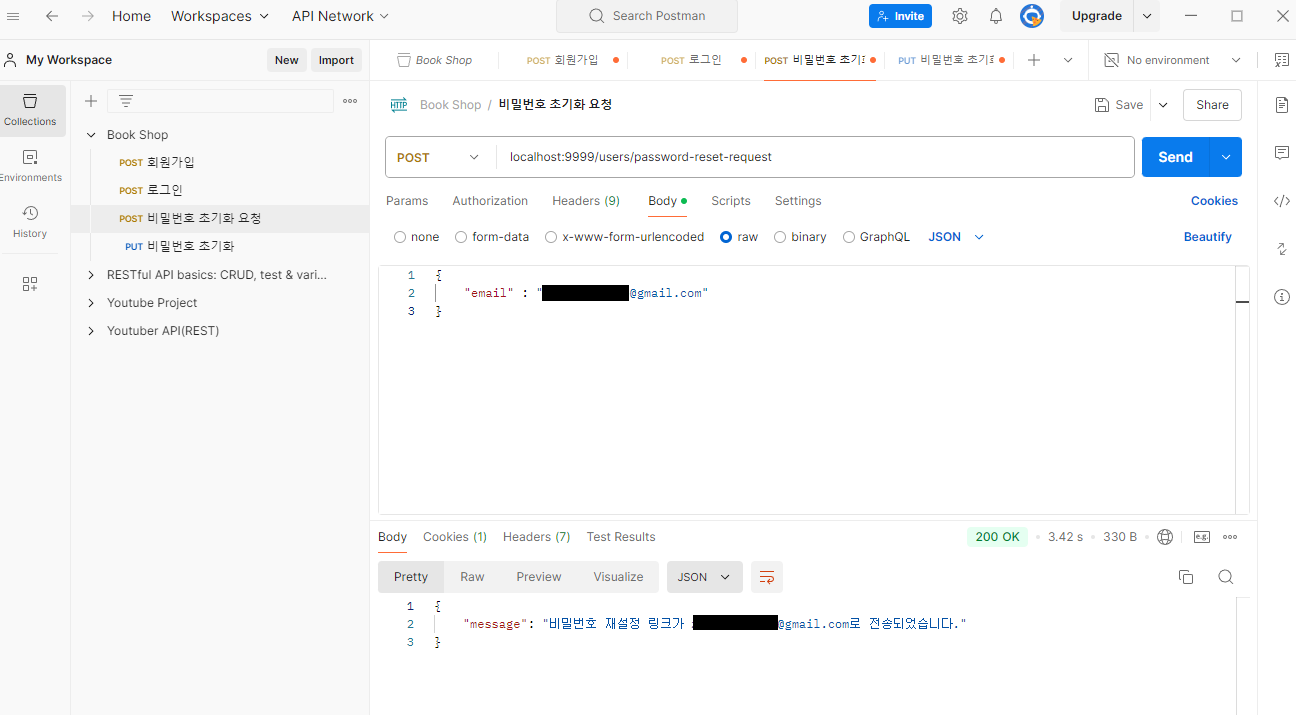 Home Workspaces API Network Search Postman Invite Upgrade
My Workspace New Import
Book Shop POST 회원가입 POST 로그인 POST 비밀번호 초기 PUT 비밀번호 초기 No environment
Collections
Environments
History
Book Shop
POST 회원가입
POST 로그인
POST 비밀번호 초기화 요청
PUT 비밀번호 초기화
RESTful API basics: CRUD, test & vari...
Youtube Project
Youtuber API(REST)
HTTP Book Shop / 비밀번호 초기화 요청 Save Share
POST localhost:9999/users/password-reset-request Send
Params Authorization Headers (9) Body Scripts Settings Cookies
none form-data x-www-form-urlencoded raw binary GraphQL JSON Beautify
1 {
2 "email" : "@gmail.com"
3 }
Body Cookies (1) Headers (7) Test Results 200 OK 3.42 s 330 B e.g.
Pretty Raw Preview Visualize JSON
1 {
2 "message": "비밀번호 재설정 링크가 @gmail.com로 전송되었습니다."
3 }